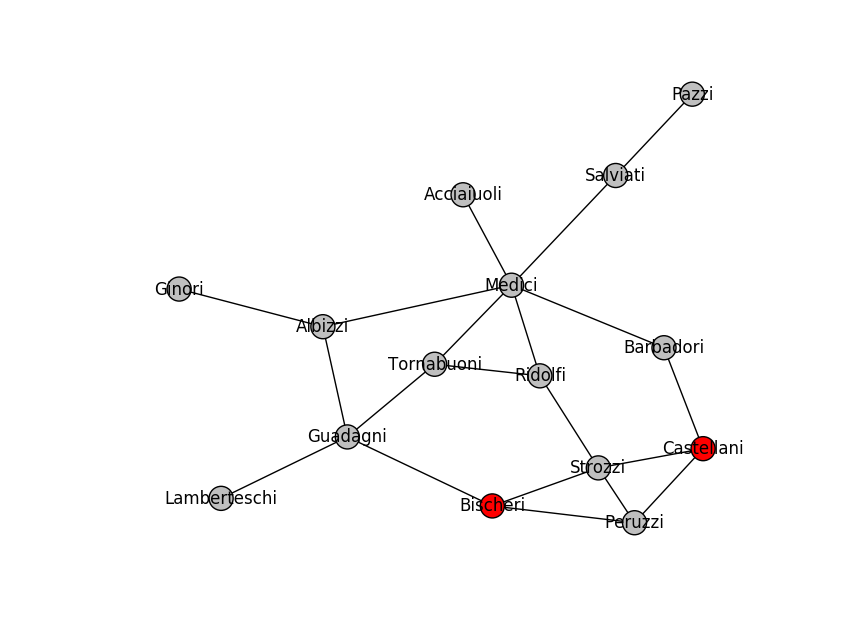 Pazzi
Salviati
Acciaiuoli
Medici
Ginori
Albizzi
Barbadori
Tornabuoni
Ridolfi
Guadagni
Castellani
Strozzi
Lamberteschi
Bischeri
Peruzzi